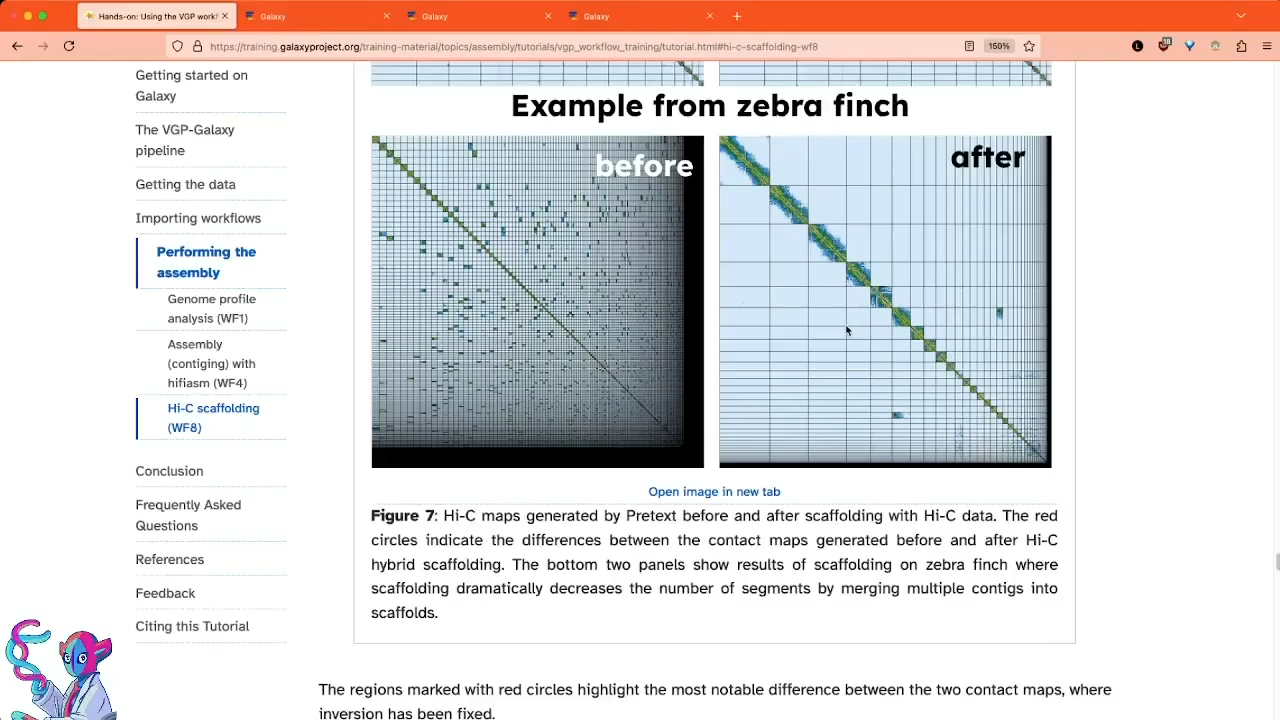 Hands-on: Using the VGP workf
Galaxy
Galaxy
Galaxy
https://training.galaxyproject.org/training-material/topics/assembly/tutorials/vgp_workflow_training/tutorial.html#hi-c-scaffolding-wf8
150%
18
Getting started on
Galaxy
The VGP-Galaxy
pipeline
Getting the data
Importing workflows
Performing the
assembly
Genome profile
analysis (WF1)
Assembly
(contiging) with
hifiasm (WF4)
Hi-C scaffolding
(WF8)
Conclusion
Frequently Asked
Questions
References
Feedback
Citing this Tutorial
Example from zebra finch
before
after
Open image in new tab
Figure 7: Hi-C maps generated by Pretext before and after scaffolding with Hi-C data. The red
circles indicate the differences between the contact maps generated before and after Hi-C
hybrid scaffolding. The bottom two panels show results of scaffolding on zebra finch where
scaffolding dramatically decreases the number of segments by merging multiple contigs into
scaffolds.
The regions marked with red circles highlight the most notable difference between the two contact maps, where
inversion has been fixed.